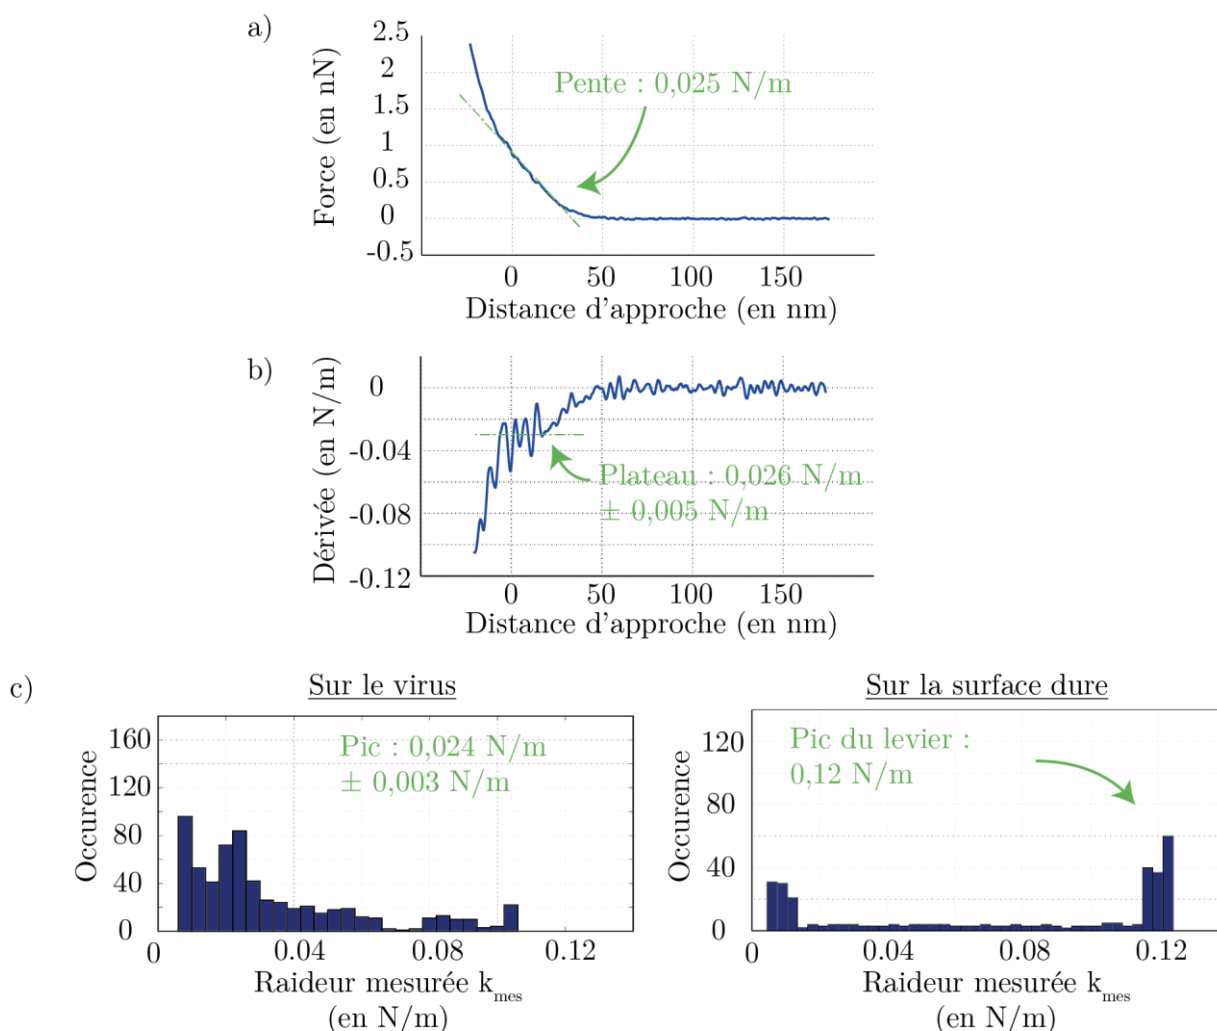 a)
Force (en nN)
2.5
2
1.5
1
0.5
0
-0.5
Pente : 0,025 N/m
0 50 100 150
Distance d'approche (en nm)
b)
Dérivée (en N/m)
0
-0.04
-0.08
-0.12
Plateau : 0,026 N/m
± 0,005 N/m
0 50 100 150
Distance d'approche (en nm)
c)
Sur le virus
Occurence
160
120
80
40
0
Pic : 0,024 N/m
± 0,003 N/m
0 0.04 0.08 0.12
Raideur mesurée k_mes
(en N/m)
Sur la surface dure
Occurence
120
80
40
0
Pic du levier :
0,12 N/m
0 0.04 0.08 0.12
Raideur mesurée k_mes
(en N/m)